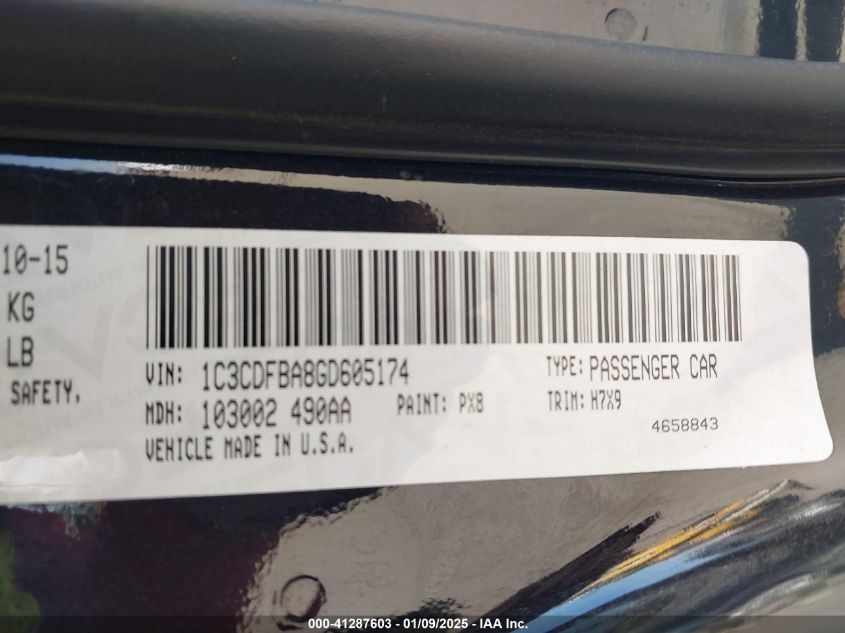 10-15
KG
LB
SAFETY.
VIN: 1C3CDFBA8GD605174
TYPE: PASSENGER CAR
MDH: 103002 490AA
PAINT: PX8
TRIM: H7X9
VEHICLE MADE IN U.S.A.
4658843
000-41287603 - 01/09/2025 - IAA Inc.